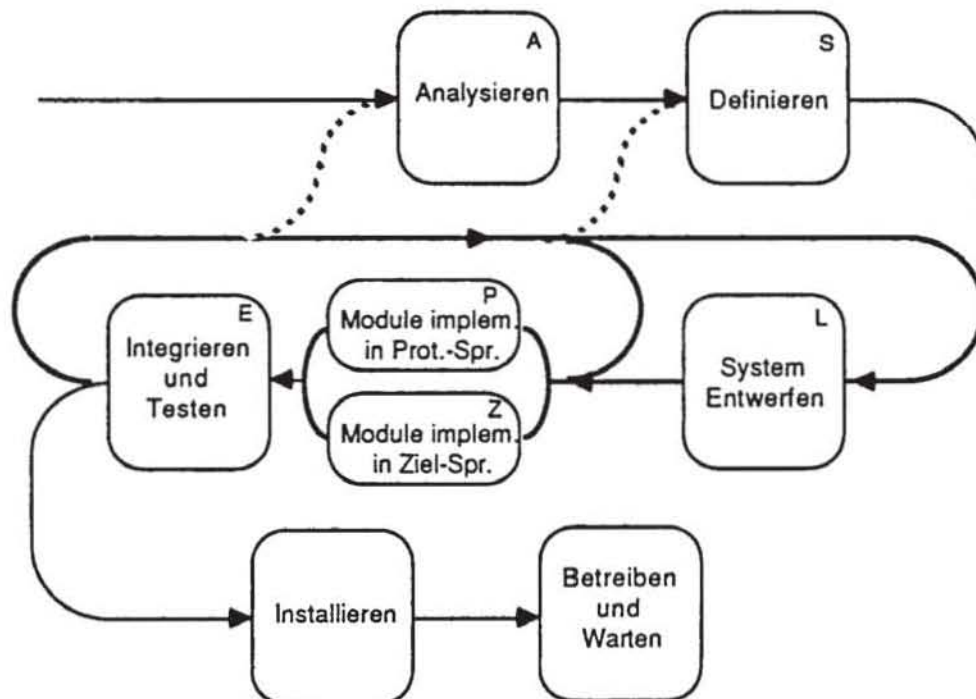 A
Analysieren
S
Definieren
P
Module implem.
in Prot.-Spr.
E
Integrieren
und
Testen
Z
Module implem.
in Ziel-Spr.
L
System
Entwerfen
Installieren
Betreiben
und
Warten